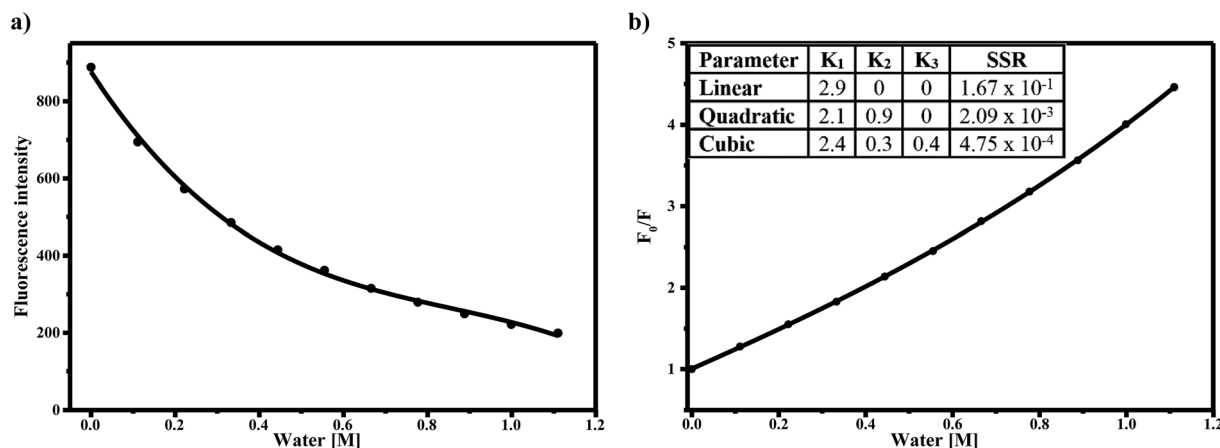 a)
Fluorescence intensity
800
600
400
200
0
0.0 0.2 0.4 0.6 0.8 1.0 1.2
Water [M]
b)
F₀/F
5
4
3
2
1
0.0 0.2 0.4 0.6 0.8 1.0 1.2
Water [M]
Parameter K₁ K₂ K₃ SSR
Linear 2.9 0 0 1.67 x 10⁻¹
Quadratic 2.1 0.9 0 2.09 x 10⁻³
Cubic 2.4 0.3 0.4 4.75 x 10⁻⁴